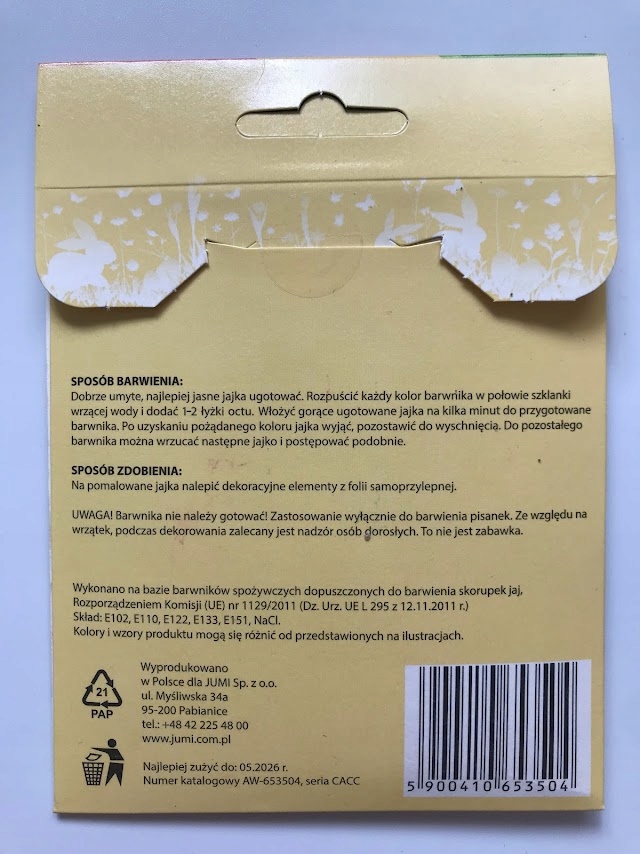 SPOSÓB BARWIENIA:
Dobrze umyte, najlepiej jasne jajka ugotować. Rozpuścić każdy kolor barwnika w połowie szklanki
wrzącej wody i dodać 1-2 łyżki octu. Włożyć gorące ugotowane jajka na kilka minut do przygotowane
barwnika. Po uzyskaniu pożądanego koloru jajka wyjąć, pozostawić do wyschnięcią. Do pozostałego
barwnika można wrzucać następne jajko i postępować podobnie.
SPOSÓB ZDOBIENIA:
Na pomalowane jajka nalepić dekoracyjne elementy z folii samoprzylepnej.
UWAGA! Barwnika nie należy gotować! Zastosowanie wyłącznie do barwienia pisanek. Ze względu na
wrzątek, podczas dekorowania zalecany jest nadzór osób dorosłych. To nie jest zabawka.
Wykonano na bazie barwników spożywczych dopuszczonych do barwienia skorupek jaj,
Rozporządzeniem Komisji (UE) nr 1129/2011 (Dz. Urz. UE L 295 z 12.11.2011 r.)
Skład: E102, E110, E122, E133, E151, NaCl.
Kolory i wzory produktu mogą się różnić od przedstawionych na ilustracjach.
21
PAP
Wyprodukowano
w Polsce dla JUMI Sp. z o.o.
ul. Myśliwska 34a
95-200 Pabianice
tel.: +48 42 225 48 00
www.jumi.com.pl
Najlepiej zużyć do: 05.2026 r.
Numer katalogowy AW-653504, seria CACC
5 900410 653504